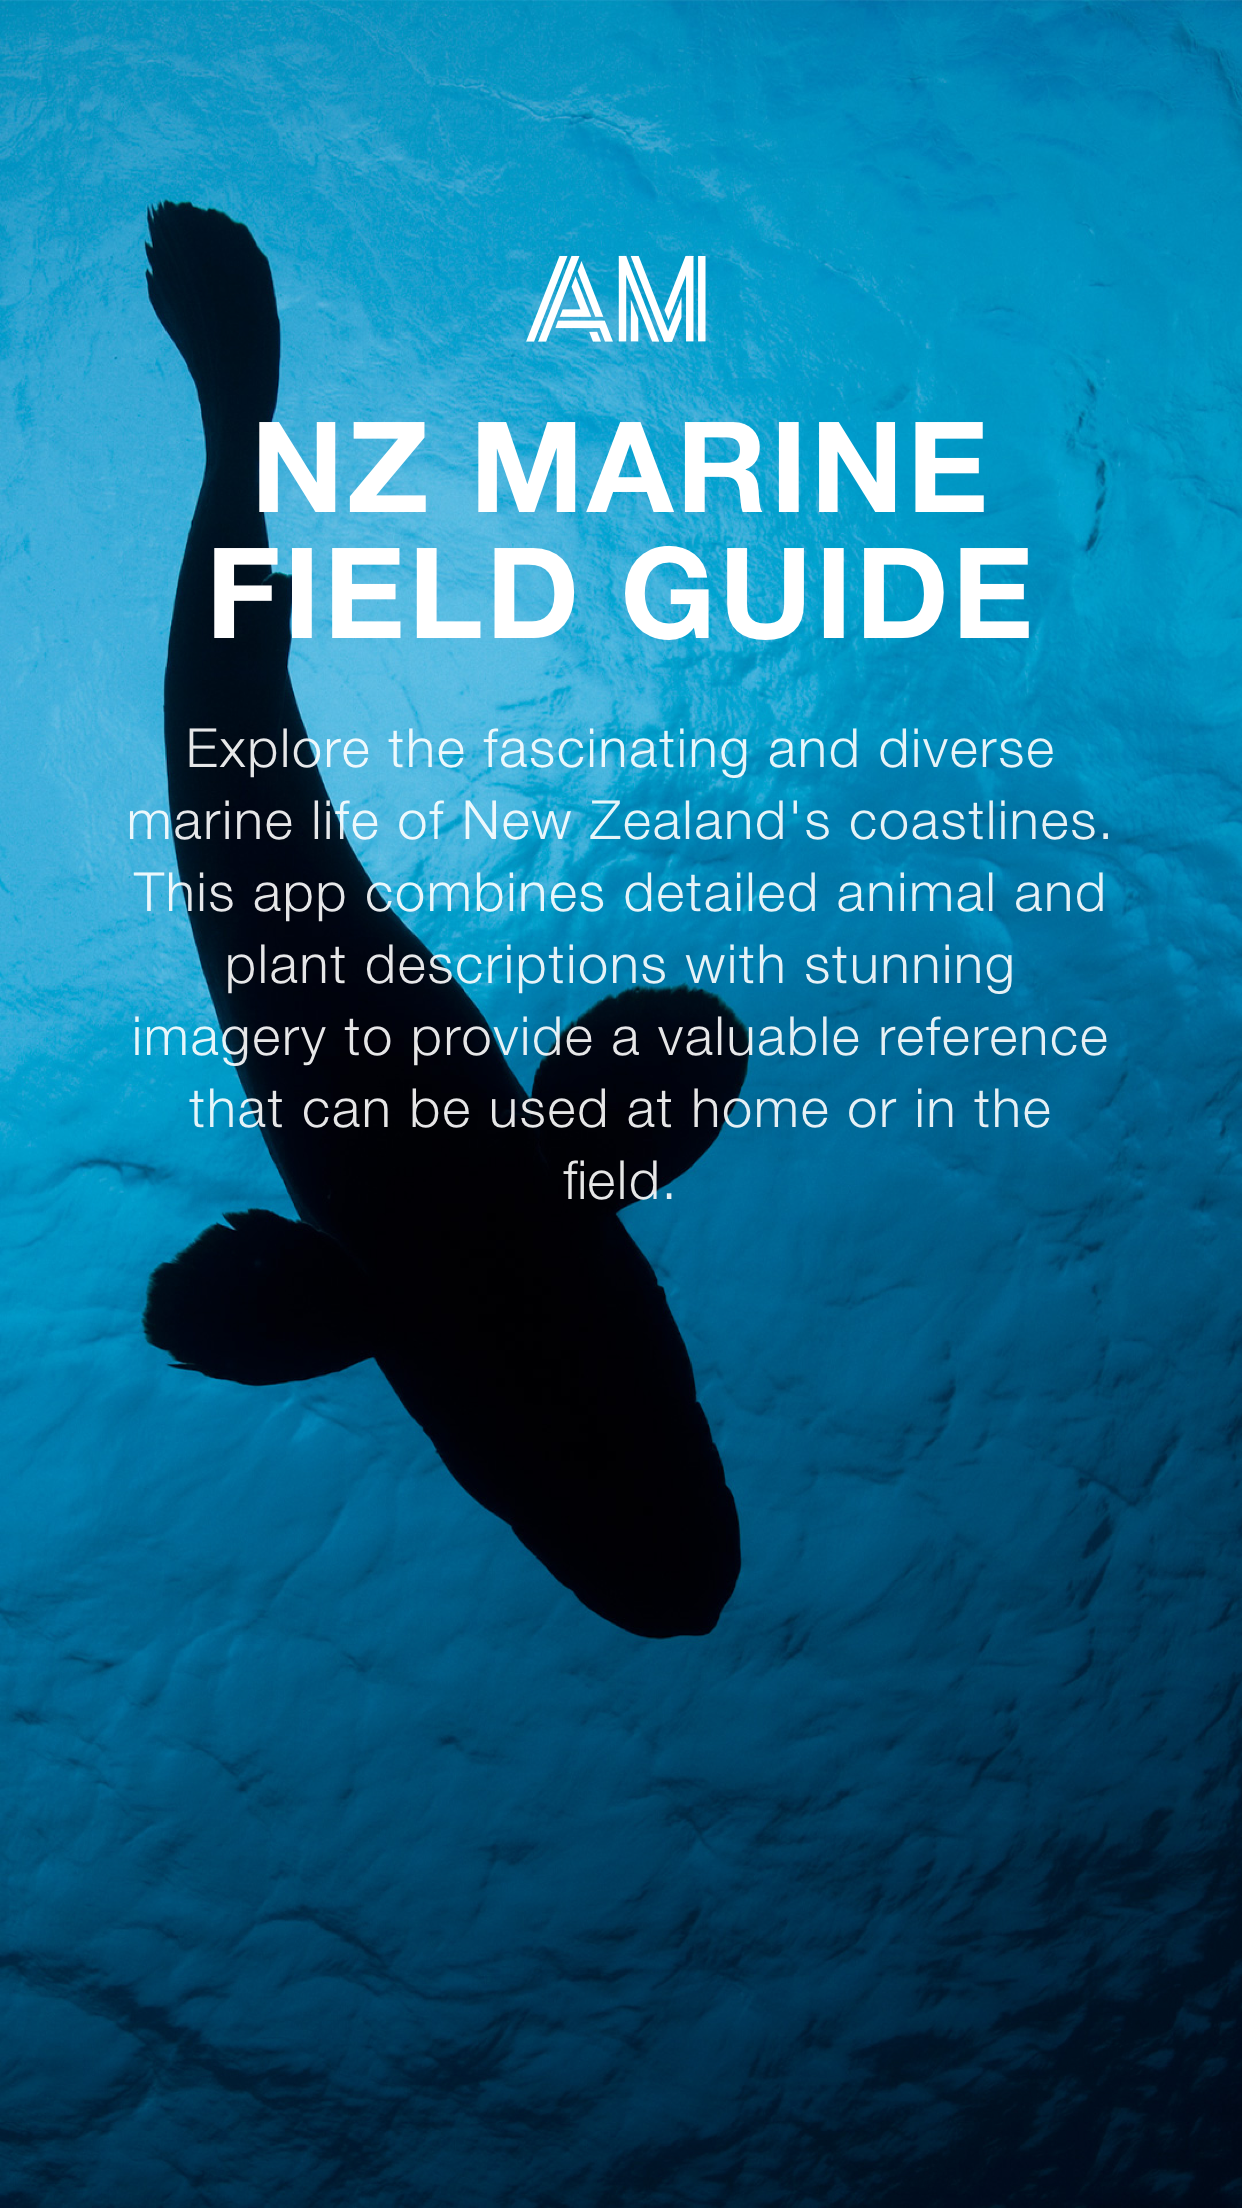 AM
NZ MARINE
FIELD GUIDE
Explore the fascinating and diverse
marine life of New Zealand's coastlines.
This app combines detailed animal and
plant descriptions with stunning
imagery to provide a valuable reference
that can be used at home or in the
field.